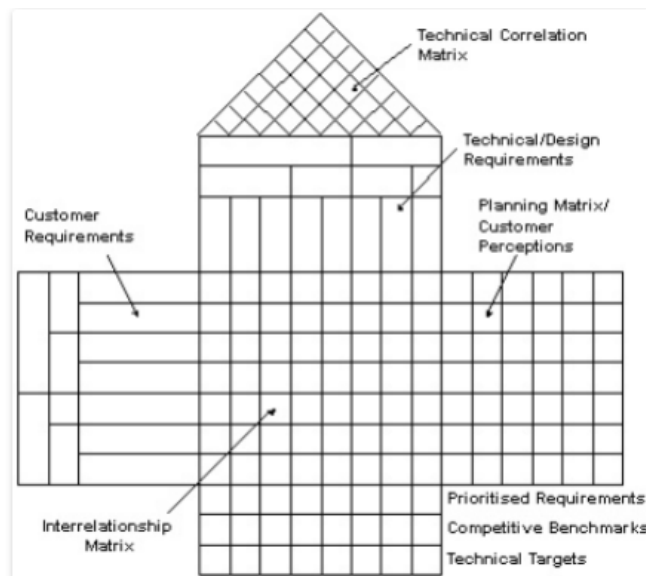 Technical Correlation
Matrix
Technical/Design
Requirements
Customer
Requirements
Planning Matrix/
Customer
Perceptions
Interrelationship
Matrix
Prioritised Requirements
Competitive Benchmarks
Technical Targets